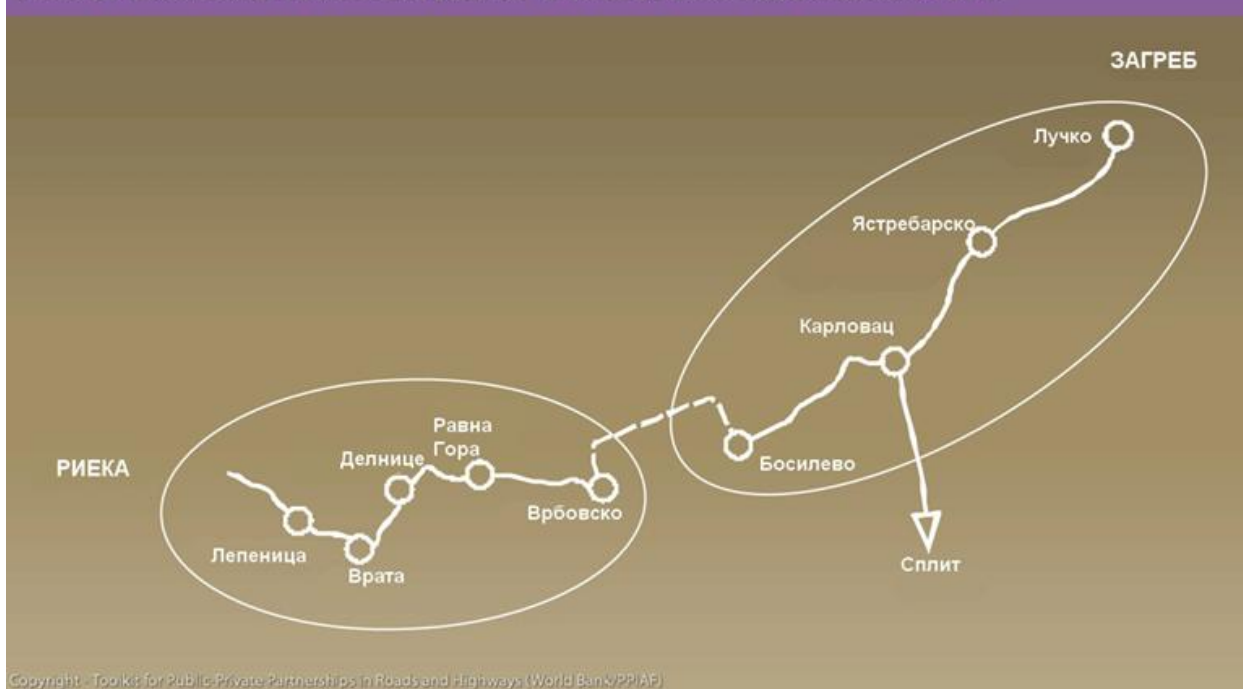 ЗАГРЕБ
Лучко
Ястребарско
Карловац
Равна
Гора
Делнице
РИЕКА
Босилево
Врбовско
Лепеница
Врата
Сплит
Copyright - Toolkit for Public-Private Partnerships in Roads and Highways (World Bank/PPIAF)